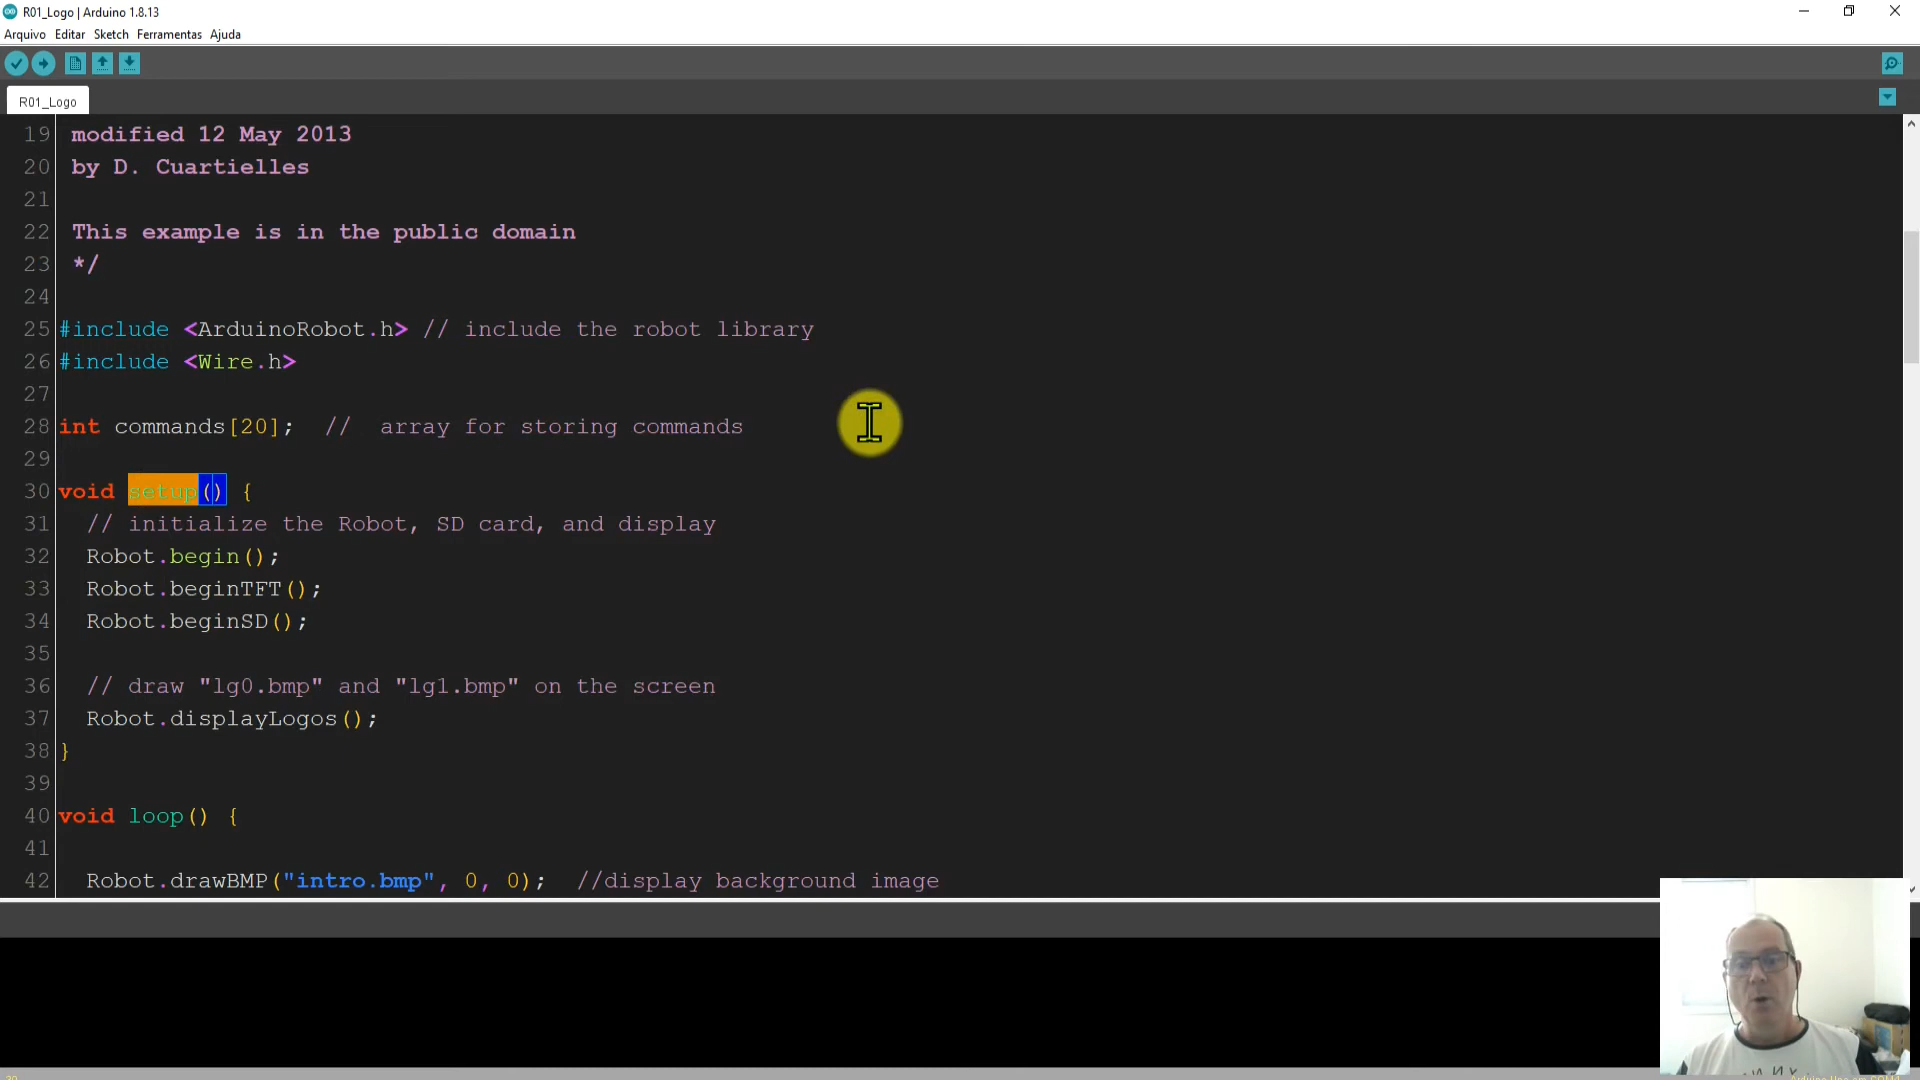 R01_Logo | Arduino 1.8.13
Arquivo Editar Sketch Ferramentas Ajuda
R01_Logo
19 modified 12 May 2013
20 by D. Cuartielles
21
22 This example is in the public domain
23 */
24
25 #include <ArduinoRobot.h> // include the robot library
26 #include <Wire.h>
27
28 int commands[20];  //  array for storing commands
29
30 void setup() {
31   // initialize the Robot, SD card, and display
32   Robot.begin();
33   Robot.beginTFT();
34   Robot.beginSD();
35
36   // draw "lg0.bmp" and "lg1.bmp" on the screen
37   Robot.displayLogos();
38 }
39
40 void loop() {
41
42   Robot.drawBMP("intro.bmp", 0, 0);  //display background image